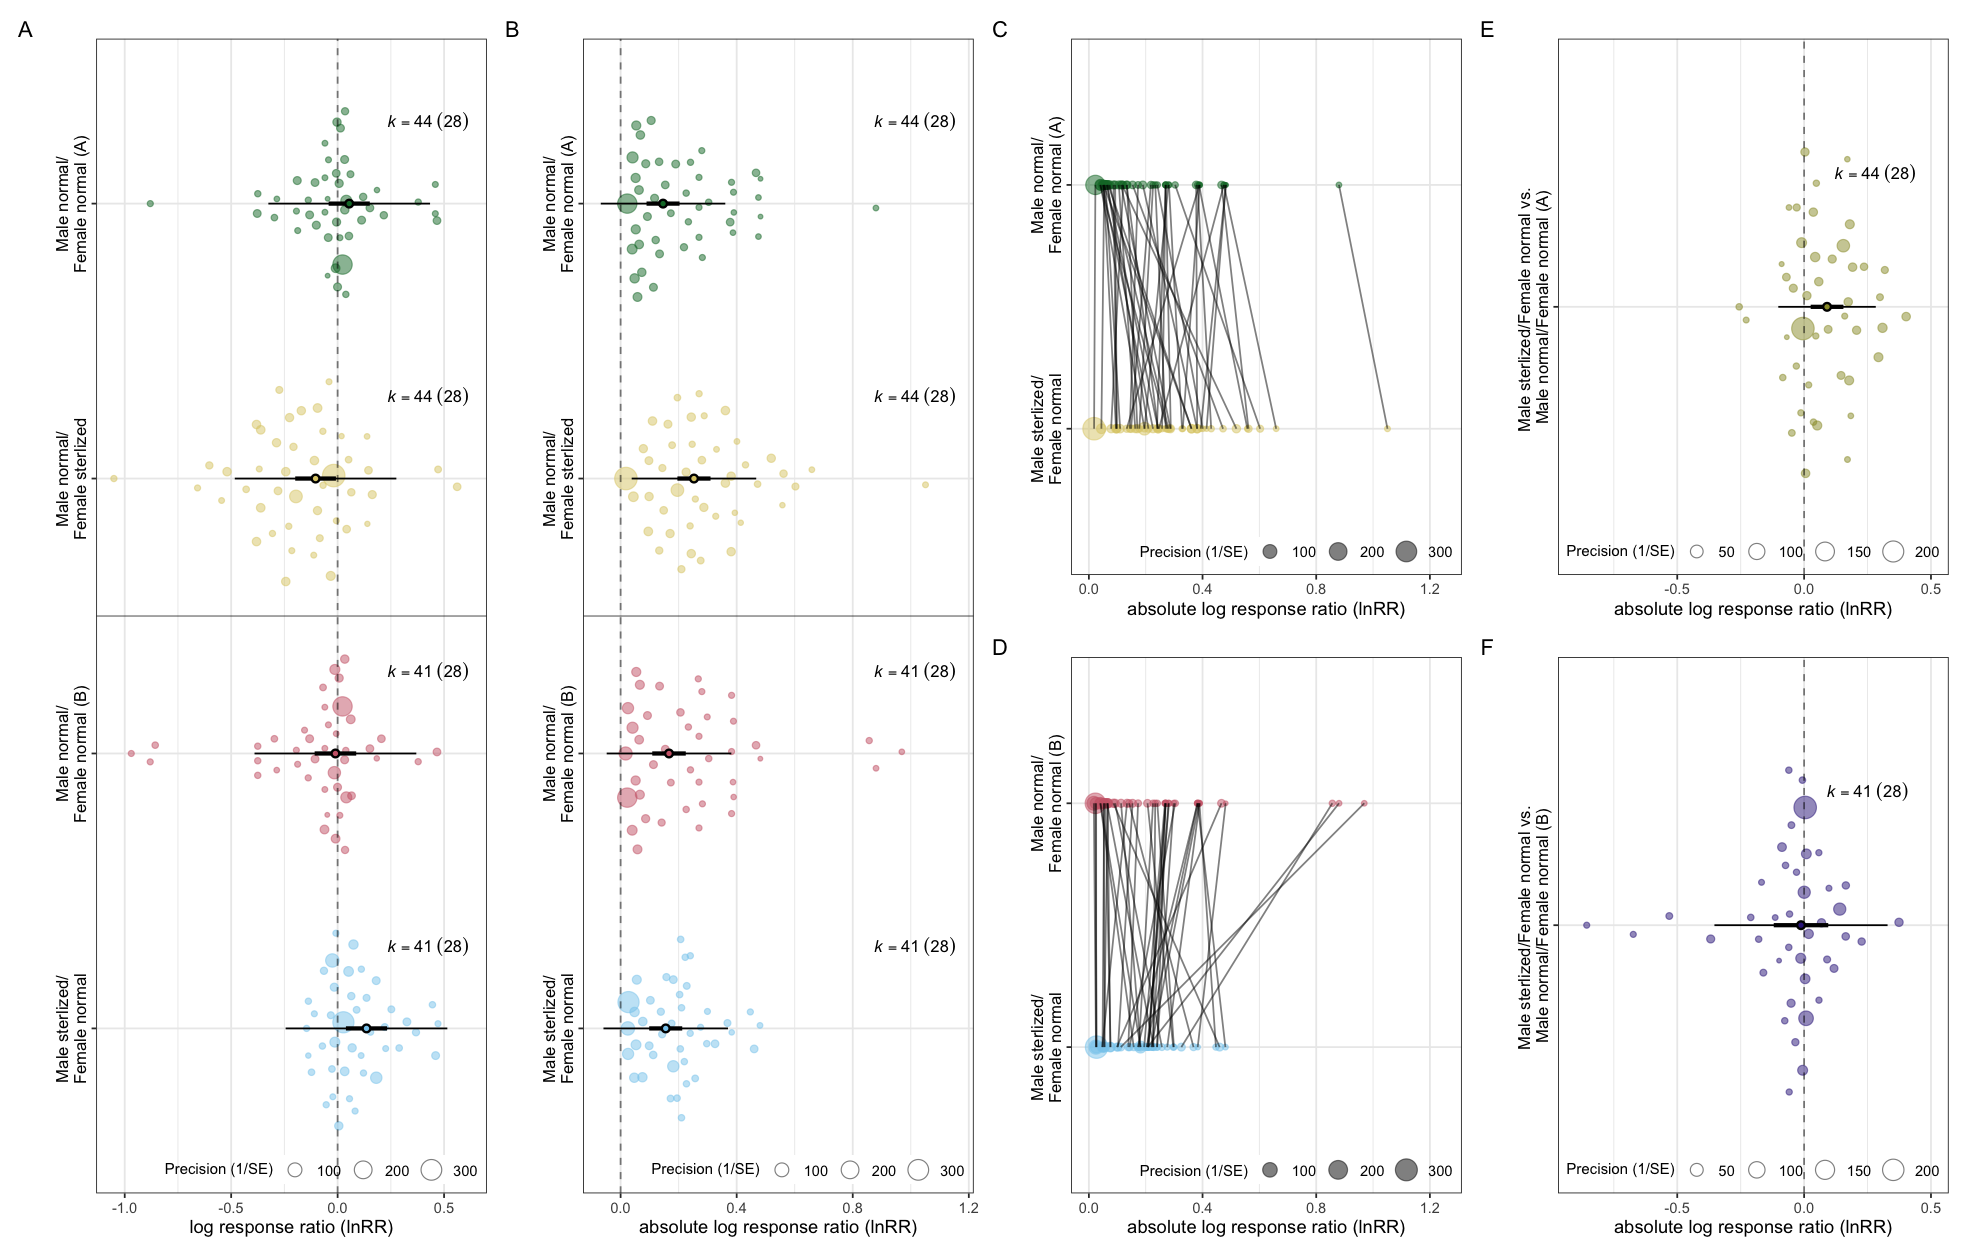 A
Male normal/
Female normal (A)
k = 44 (28)
Male normal/
Female sterlized
k = 44 (28)
Male normal/
Female normal (B)
k = 41 (28)
Male sterlized/
Female normal
k = 41 (28)
Precision (1/SE) 100 200 300
-1.0 -0.5 0.0 0.5
log response ratio (lnRR)
B
Male normal/
Female normal (A)
k = 44 (28)
Male normal/
Female sterlized
k = 44 (28)
Male normal/
Female normal (B)
k = 41 (28)
Male sterlized/
Female normal
k = 41 (28)
Precision (1/SE) 100 200 300
0.0 0.4 0.8 1.2
absolute log response ratio (lnRR)
C
Male normal/
Female normal (A)
Male sterlized/
Female normal
Precision (1/SE) 100 200 300
0.0 0.4 0.8 1.2
absolute log response ratio (lnRR)
D
Male normal/
Female normal (B)
Male sterlized/
Female normal
Precision (1/SE) 100 200 300
0.0 0.4 0.8 1.2
absolute log response ratio (lnRR)
E
Male sterlized/Female normal vs.
Male normal/Female normal (A)
k = 44 (28)
Precision (1/SE) 50 100 150 200
-0.5 0.0 0.5
absolute log response ratio (lnRR)
F
Male sterlized/Female normal vs.
Male normal/Female normal (B)
k = 41 (28)
Precision (1/SE) 50 100 150 200
-0.5 0.0 0.5
absolute log response ratio (lnRR)